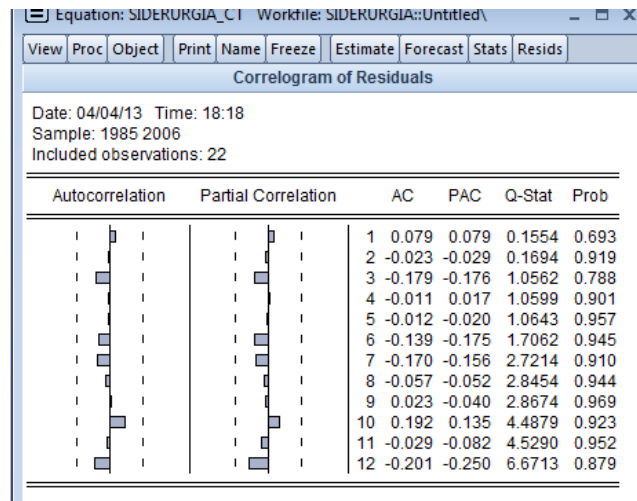 Equation: SIDERURGIA_CT Workfile: SIDERURGIA::Untitled\
View Proc Object Print Name Freeze Estimate Forecast Stats Resids
Correlogram of Residuals
Date: 04/04/13 Time: 18:18
Sample: 1985 2006
Included observations: 22
Autocorrelation Partial Correlation AC PAC Q-Stat Prob
1 0.079 0.079 0.1554 0.693
2 -0.023 -0.029 0.1694 0.919
3 -0.179 -0.176 1.0562 0.788
4 -0.011 0.017 1.0599 0.901
5 -0.012 -0.020 1.0643 0.957
6 -0.139 -0.175 1.7062 0.945
7 -0.170 -0.156 2.7214 0.910
8 -0.057 -0.052 2.8454 0.944
9 0.023 -0.040 2.8674 0.969
10 0.192 0.135 4.4879 0.923
11 -0.029 -0.082 4.5290 0.952
12 -0.201 -0.250 6.6713 0.879